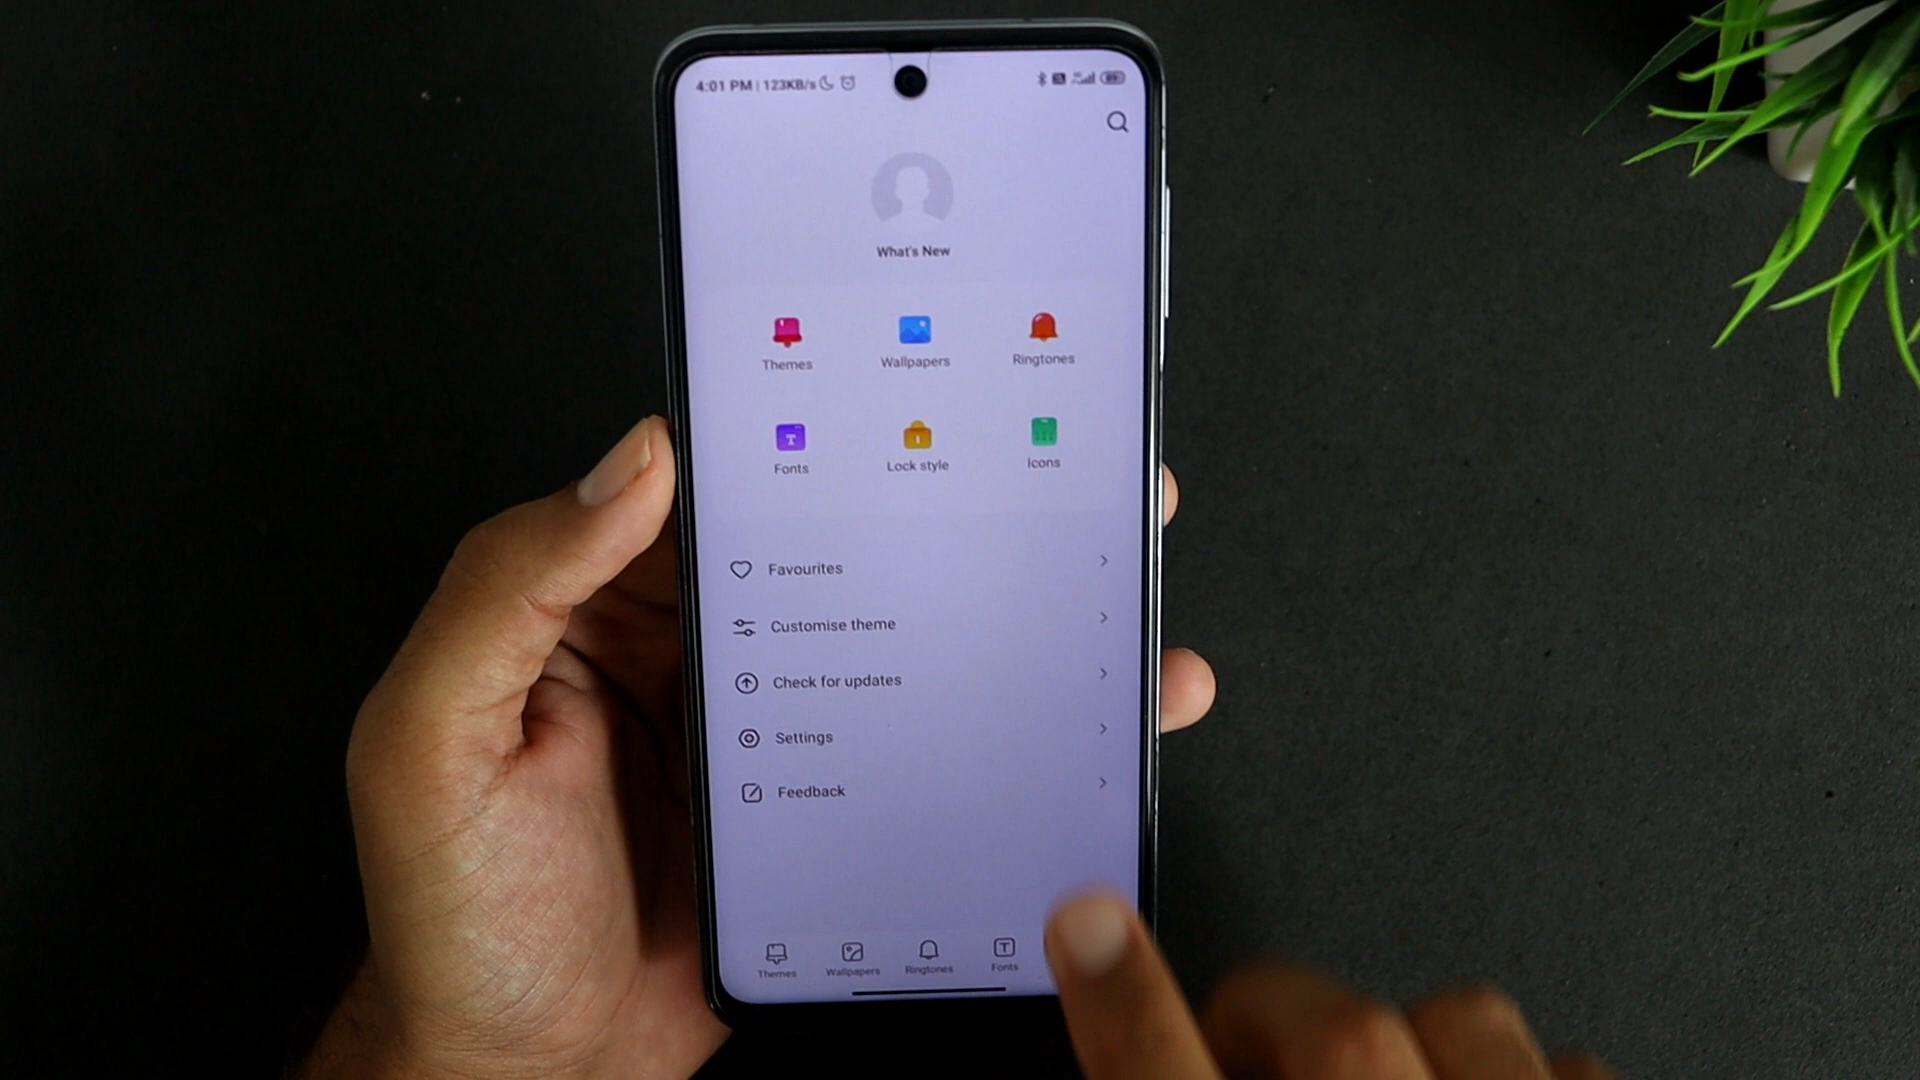 4:01 PM | 123KB/s
What's New
Themes
Wallpapers
Ringtones
Fonts
Lock style
Icons
Favourites
Customise theme
Check for updates
Settings
Feedback
Themes
Wallpapers
Ringtones
Fonts